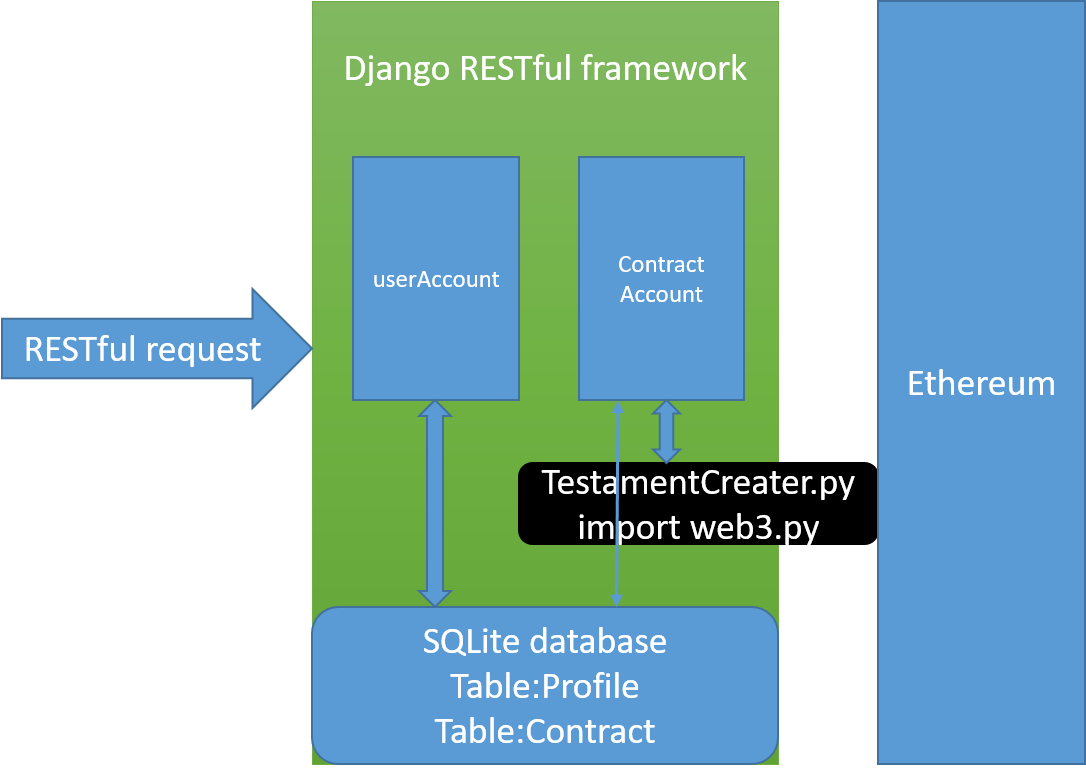 Django RESTful framework
userAccount
Contract
Account
RESTful request
Ethereum
TestamentCreater.py
import web3.py
SQLite database
Table:Profile
Table:Contract